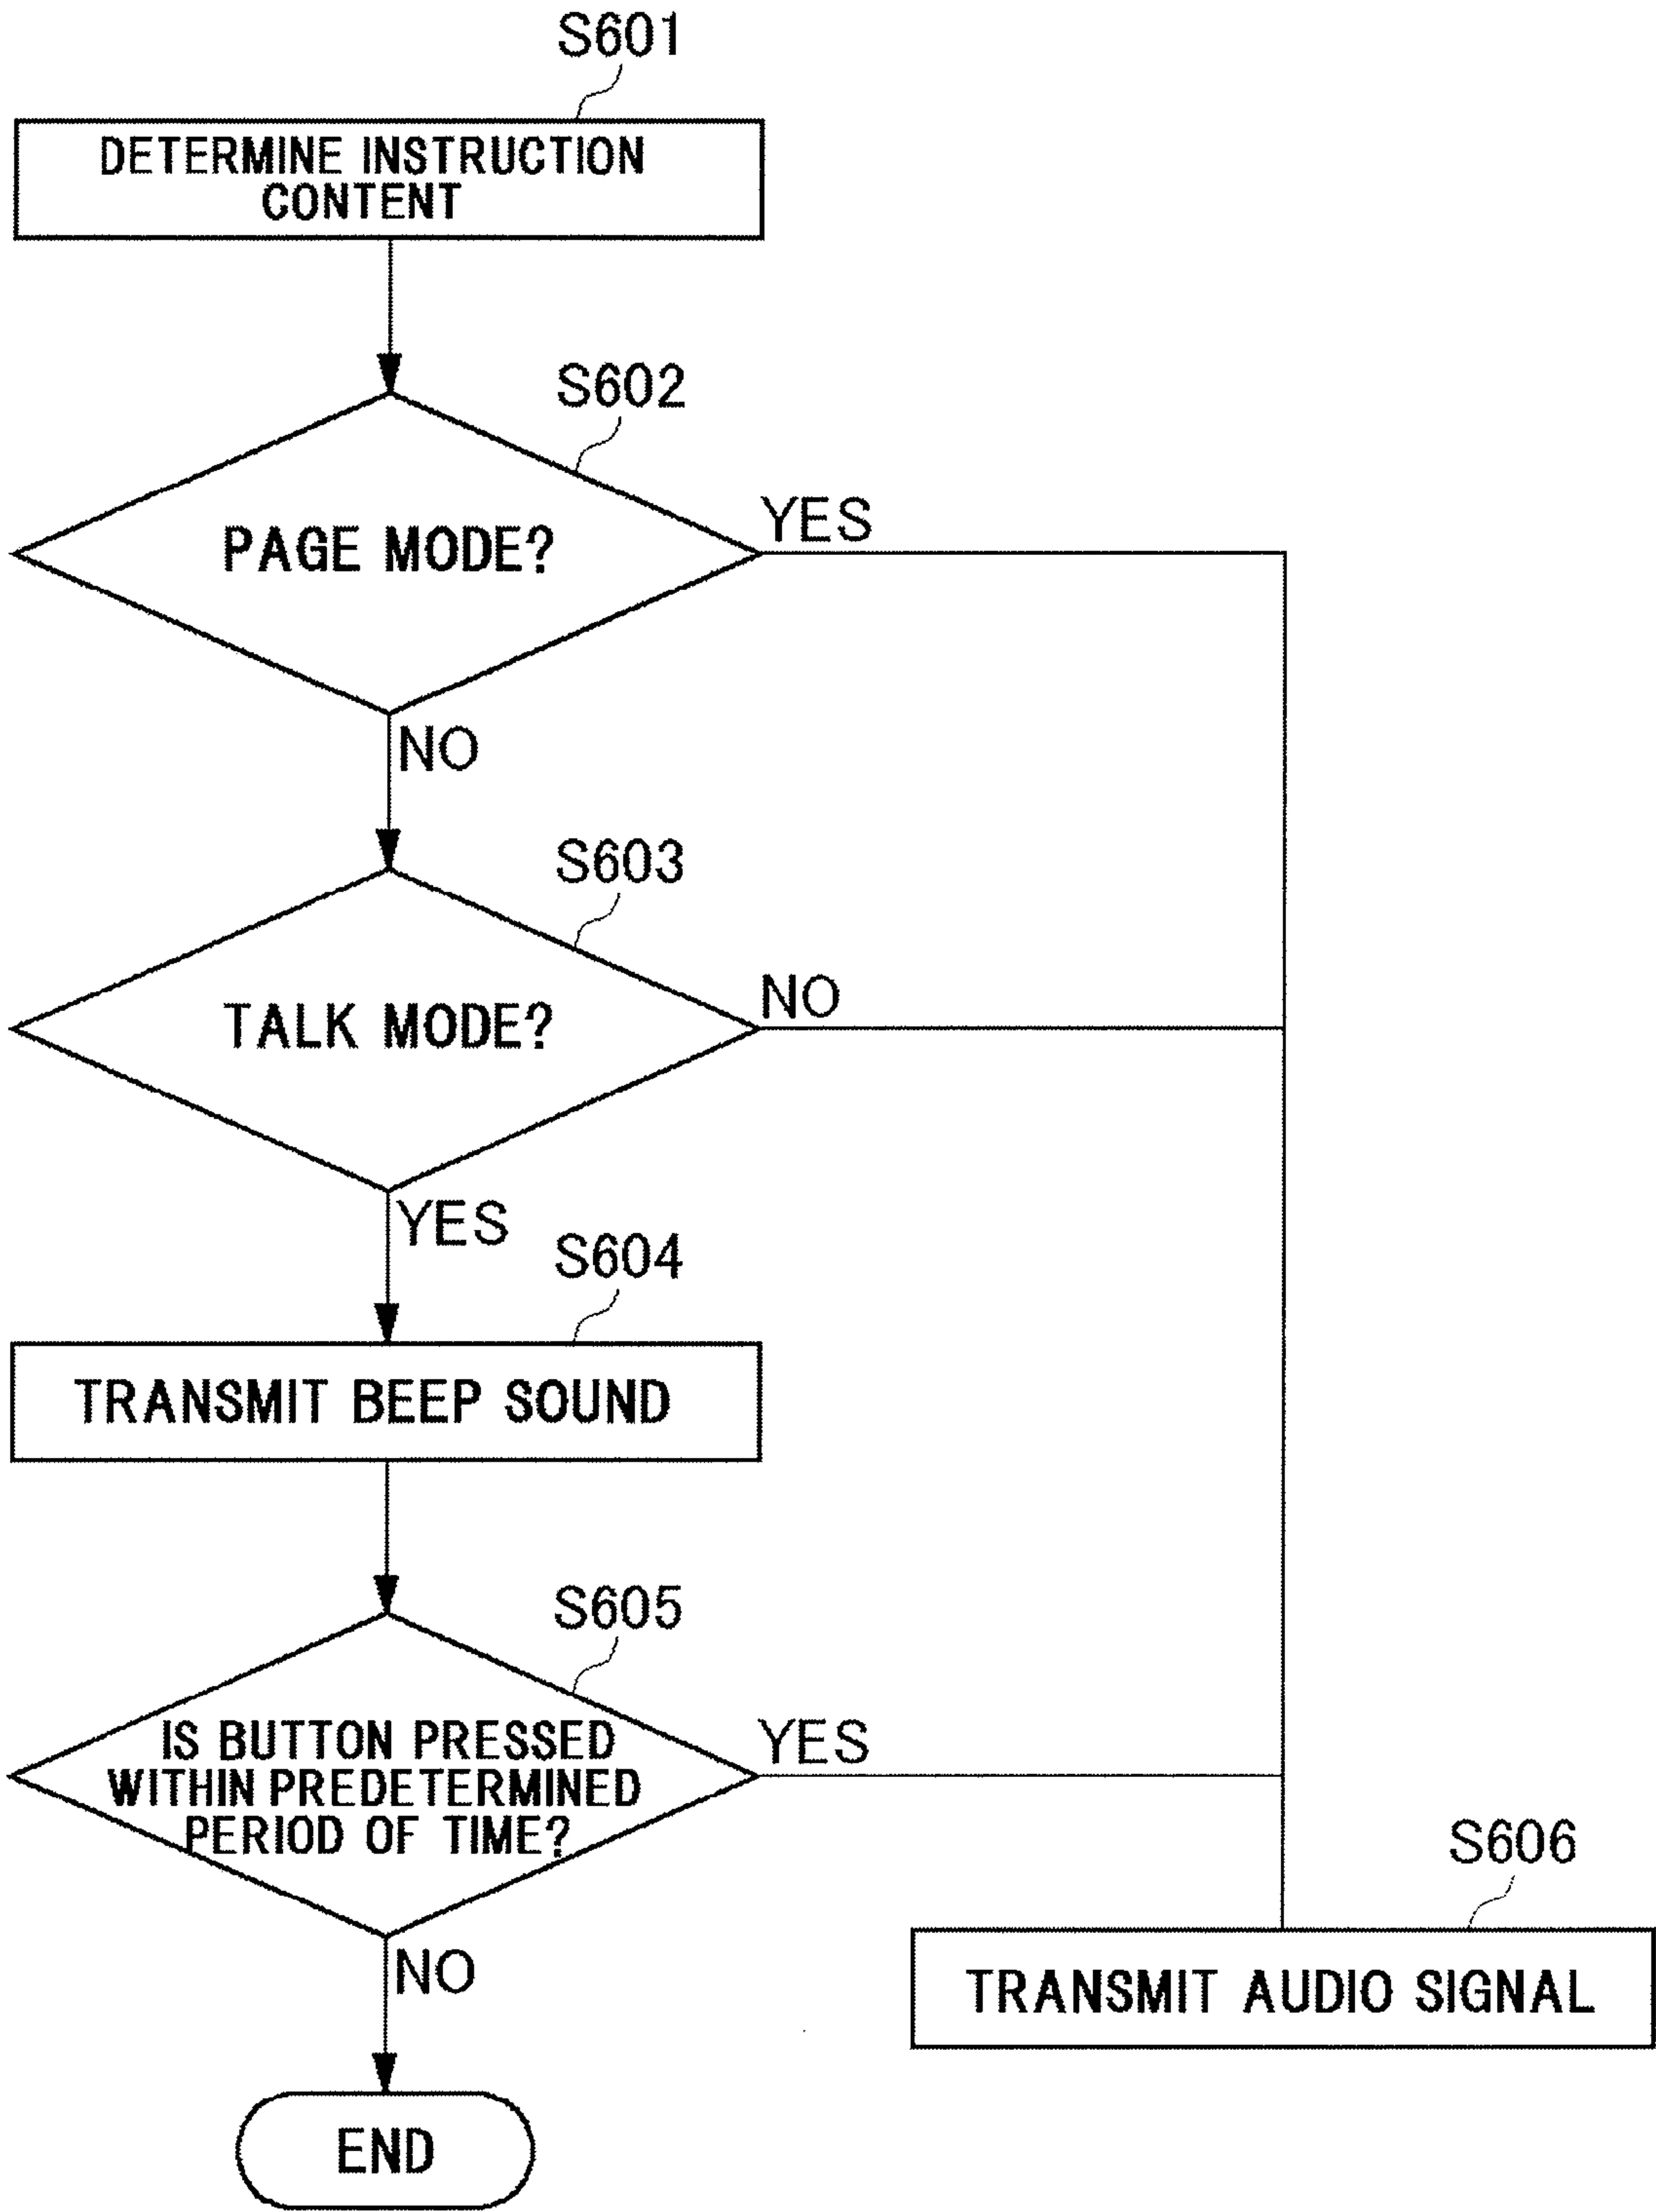 S601
DETERMINE INSTRUCTION
CONTENT
S602
PAGE MODE?
YES
NO
S603
TALK MODE?
NO
YES
S604
TRANSMIT BEEP SOUND
S605
IS BUTTON PRESSED
WITHIN PREDETERMINED
PERIOD OF TIME?
YES
NO
S606
TRANSMIT AUDIO SIGNAL
END